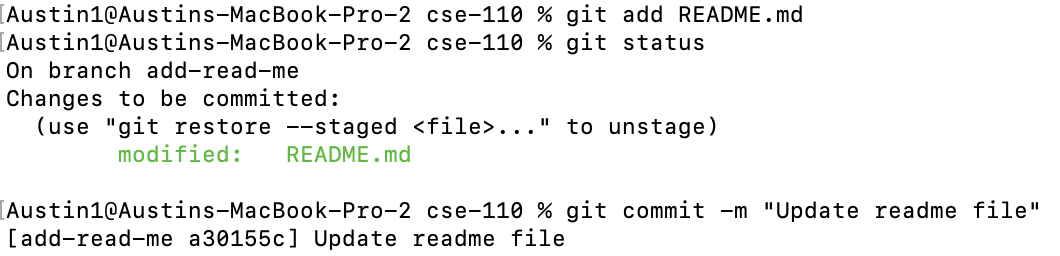 [Austin1@Austins-MacBook-Pro-2 cse-110 % git add README.md
[Austin1@Austins-MacBook-Pro-2 cse-110 % git status
On branch add-read-me
Changes to be committed:
  (use "git restore --staged <file>..." to unstage)
        modified:   README.md
[Austin1@Austins-MacBook-Pro-2 cse-110 % git commit -m "Update readme file"
[add-read-me a30155c] Update readme file